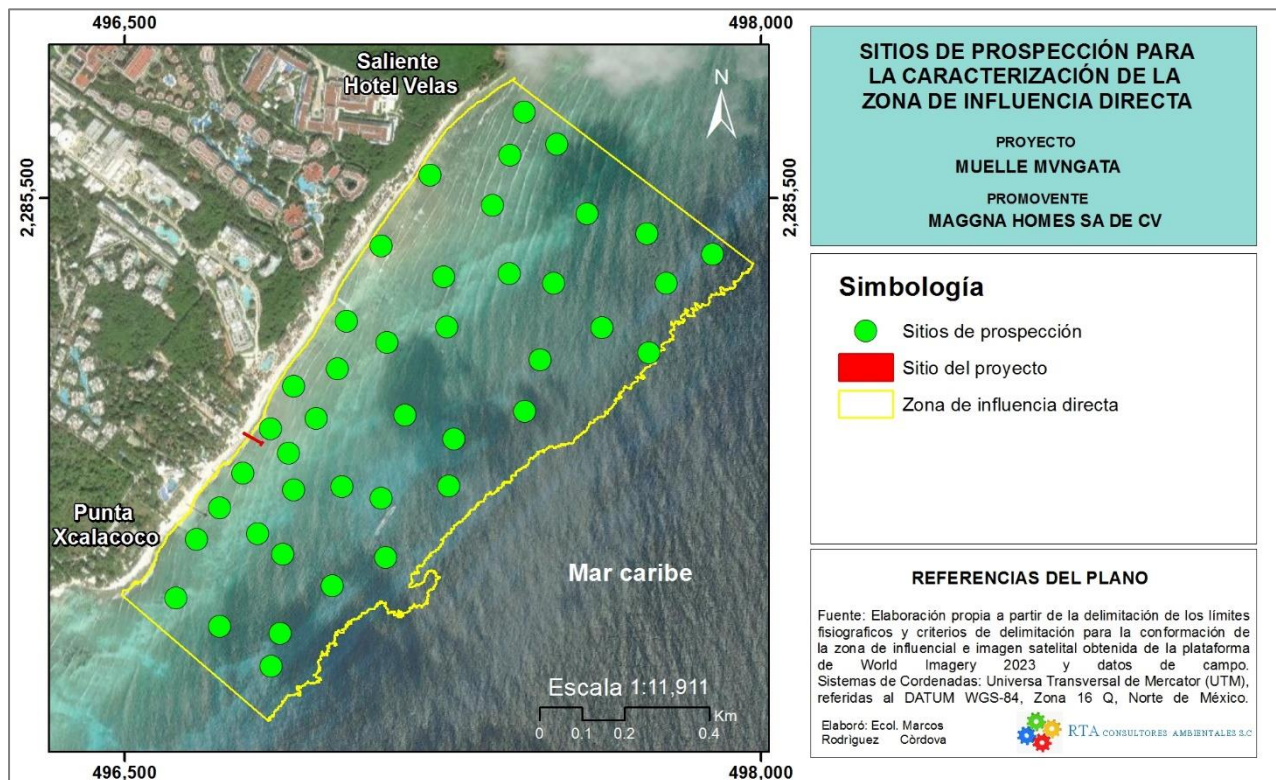 496,500
498,000
2,285,500
2,285,500
Saliente
Hotel Velas
N
Punta
Xcalacoco
Mar caribe
Escala 1:11,911
Km
0 0.1 0.2 0.4
496,500
498,000
SITIOS DE PROSPECCIÓN PARA
LA CARACTERIZACIÓN DE LA
ZONA DE INFLUENCIA DIRECTA
PROYECTO
MUELLE MVNGATA
PROMOVENTE
MAGGNA HOMES SA DE CV
Simbología
Sitios de prospección
Sitio del proyecto
Zona de influencia directa
REFERENCIAS DEL PLANO
Fuente: Elaboración propia a partir de la delimitación de los límites
fisiograficos y criterios de delimitación para la conformación de
la zona de influencial e imagen satelital obtenida de la plataforma
de World Imagery 2023 y datos de campo.
Sistemas de Cordenadas: Universa Transversal de Mercator (UTM),
referidas al DATUM WGS-84, Zona 16 Q, Norte de México.
Elaboró: Ecol. Marcos
Rodrìguez Còrdova
RTA CONSULTORES AMBIENTALES S.C